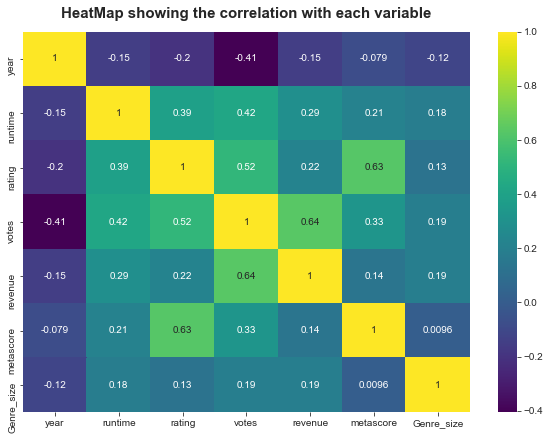 HeatMap showing the correlation with each variable
year 1 -0.15 -0.2 -0.41 -0.15 -0.079 -0.12
runtime -0.15 1 0.39 0.42 0.29 0.21 0.18
rating -0.2 0.39 1 0.52 0.22 0.63 0.13
votes -0.41 0.42 0.52 1 0.64 0.33 0.19
revenue -0.15 0.29 0.22 0.64 1 0.14 0.19
metascore -0.079 0.21 0.63 0.33 0.14 1 0.0096
Genre_size -0.12 0.18 0.13 0.19 0.19 0.0096 1
year runtime rating votes revenue metascore Genre_size
1.0
0.8
0.6
0.4
0.2
0.0
-0.2
-0.4